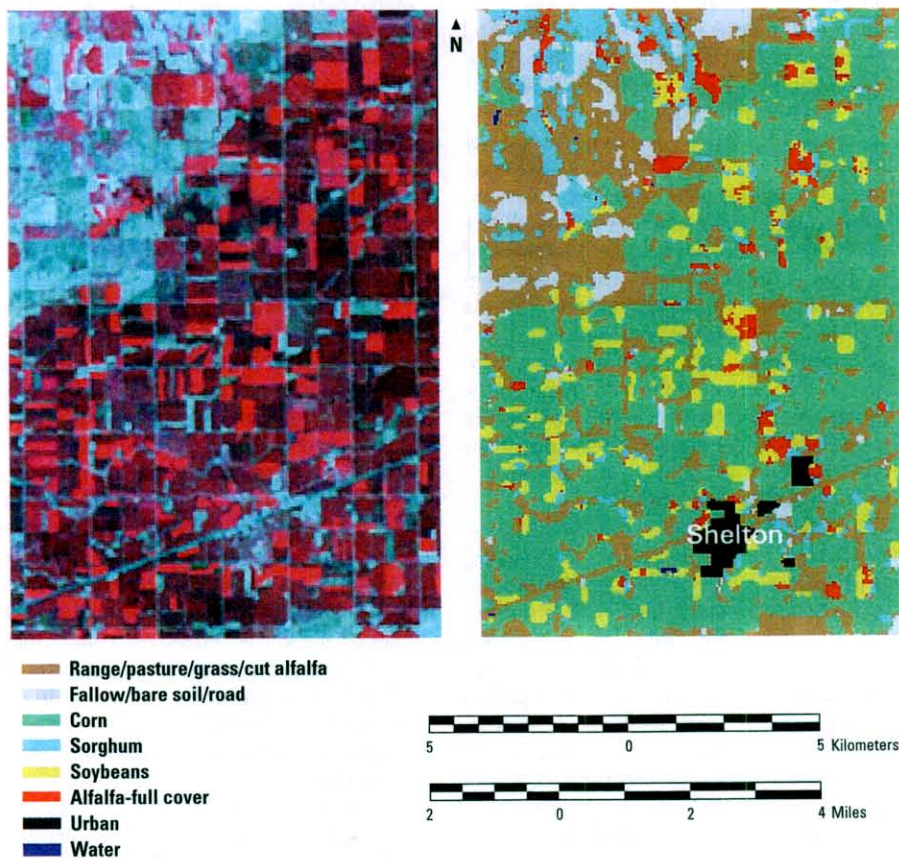 N
Shelton
Range/pasture/grass/cut alfalfa
Fallow/bare soil/road
Corn
Sorghum
Soybeans
Alfalfa-full cover
Urban
Water
5 0 5 Kilometers
2 0 2 4 Miles